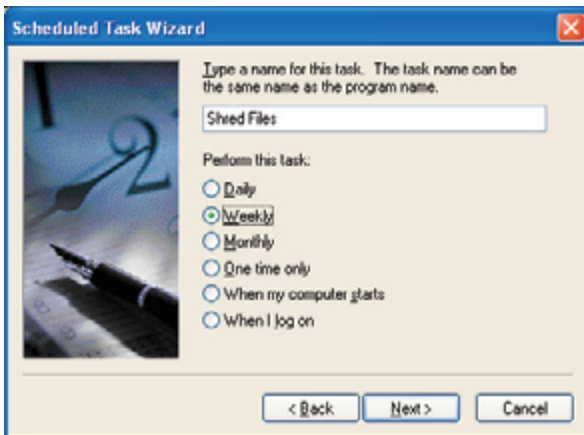 Scheduled Task Wizard
Type a name for this task. The task name can be
the same name as the program name.
Shred Files
Perform this task:
Daily
Weekly
Monthly
One time only
When my computer starts
When I log on
< Back
Next >
Cancel
2